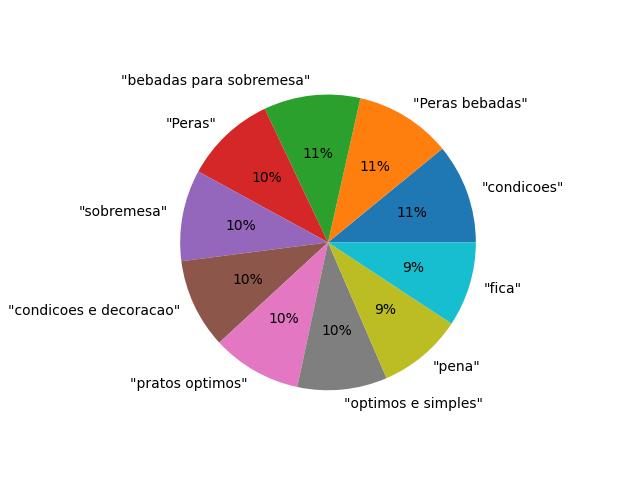 "bebadas para sobremesa"
"Peras bebadas"
"Peras"
11%
11%
10%
"condicoes"
"sobremesa"
11%
10%
9%
10%
"fica"
"condicoes e decoracao"
9%
10%
10%
"pena"
"pratos optimos"
"optimos e simples"